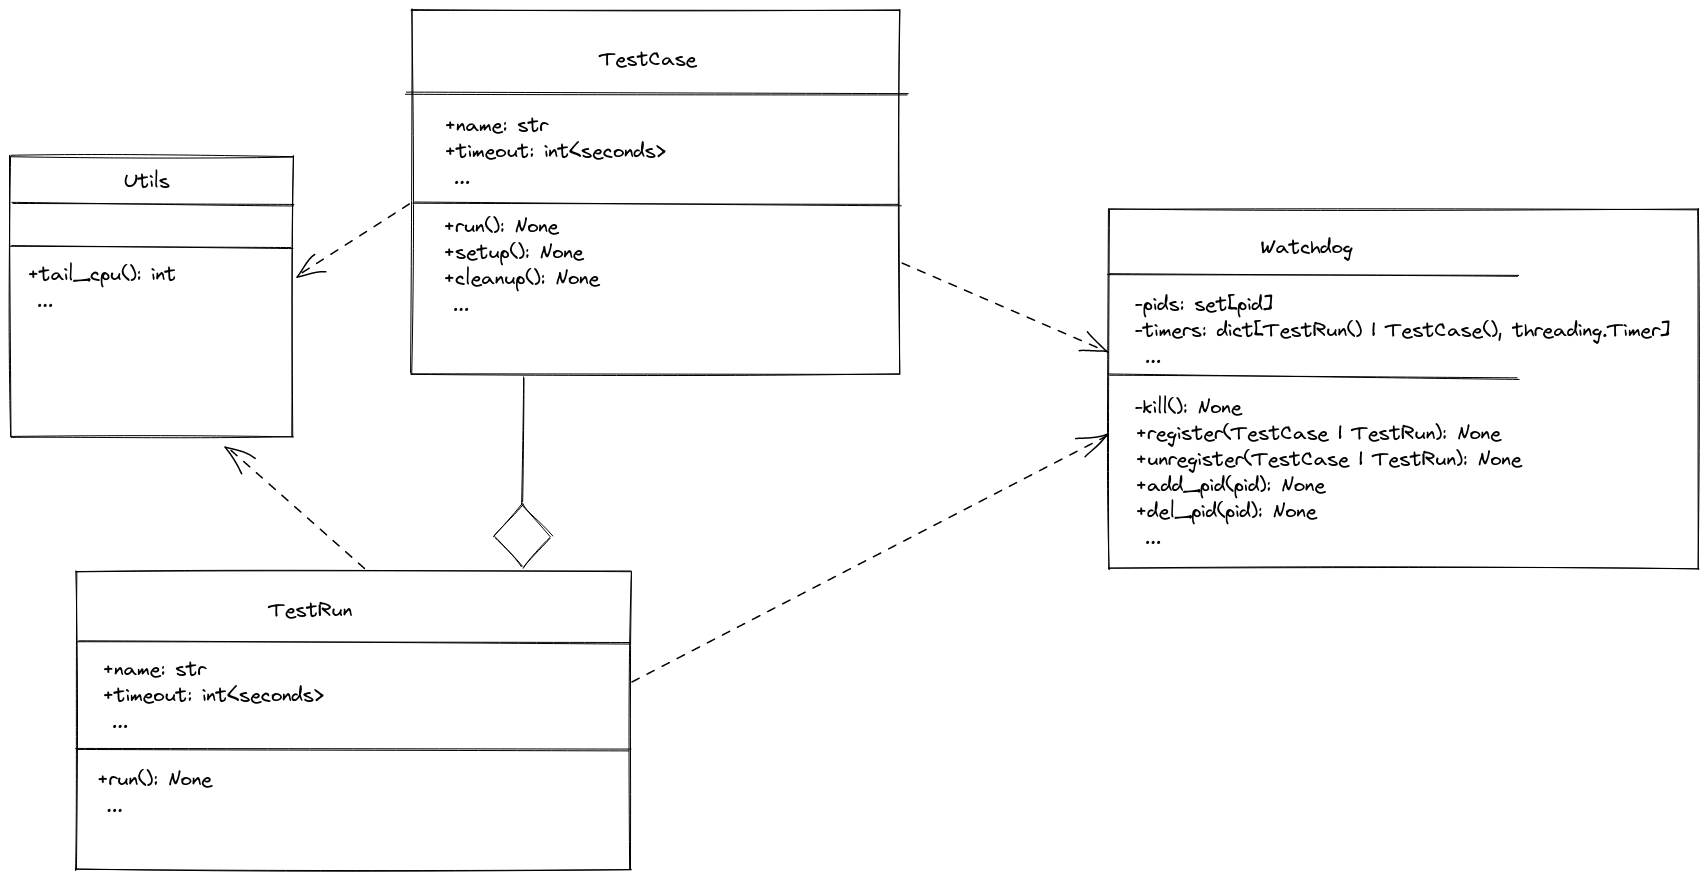 TestCase
+name: str
+timeout: int<seconds>
...
+run(): None
+setup(): None
+cleanup(): None
...
Utils
+tail_cpu(): int
...
Watchdog
-pids: set[pid]
-timers: dict[TestRun() | TestCase(), threading.Timer]
...
-kill(): None
+register(TestCase | TestRun): None
+unregister(TestCase | TestRun): None
+add_pid(pid): None
+del_pid(pid): None
...
TestRun
+name: str
+timeout: int<seconds>
...
+run(): None
...